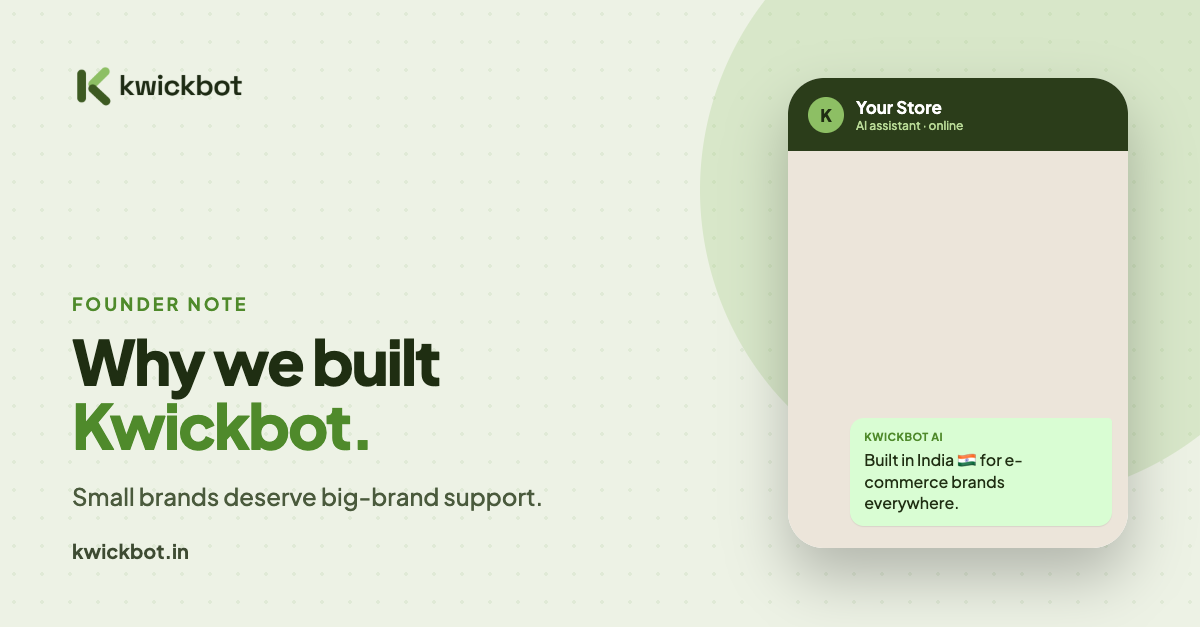 kwickbot
FOUNDER NOTE
Why we built
Kwickbot.
Small brands deserve big-brand support.
kwickbot.in
K
Your Store
AI assistant · online
KWICKBOT AI
Built in India 🇮🇳 for e-
commerce brands
everywhere.